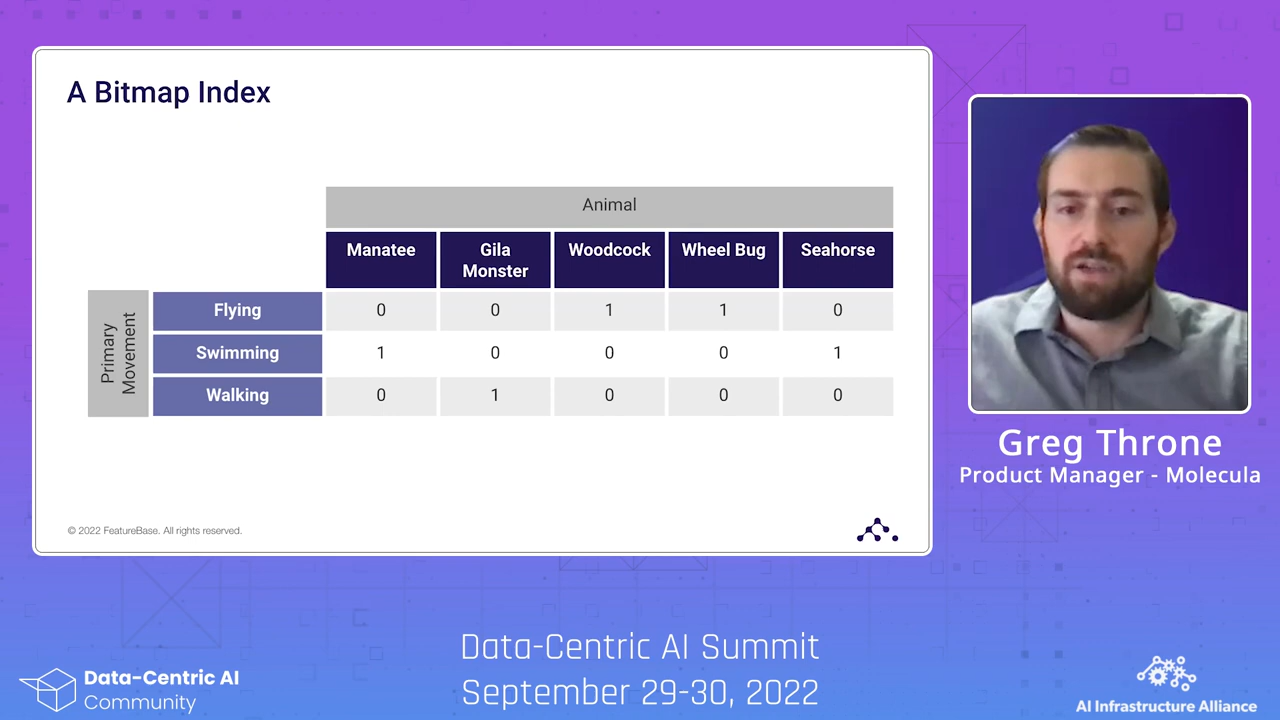 A Bitmap Index
Animal
Manatee Gila Monster Woodcock Wheel Bug Seahorse
Primary Movement
Flying 0 0 1 1 0
Swimming 1 0 0 0 1
Walking 0 1 0 0 0
© 2022 FeatureBase. All rights reserved.
Greg Throne
Product Manager - Molecula
Data-Centric AI Summit
September 29-30, 2022
Data-Centric AI
Community
AI Infrastructure Alliance